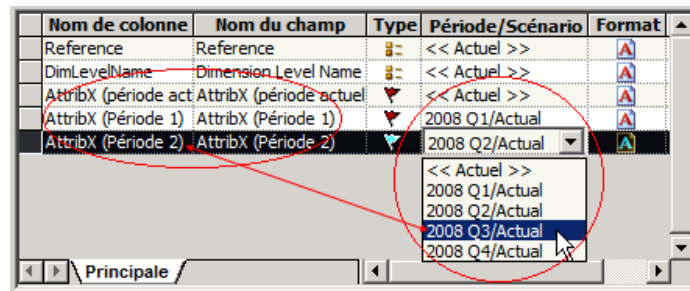 Nom de colonne Nom du champ Type Période/Scénario Format
Reference Reference << Actuel >> A
DimLevelName Dimension Level Name << Actuel >> A
AttribX (période act AttribX (période actuel << Actuel >> A
AttribX (Période 1) AttribX (Période 1) 2008 Q1/Actual A
AttribX (Période 2) AttribX (Période 2) 2008 Q2/Actual A
<< Actuel >>
2008 Q1/Actual
2008 Q2/Actual
2008 Q3/Actual
2008 Q4/Actual
Principale